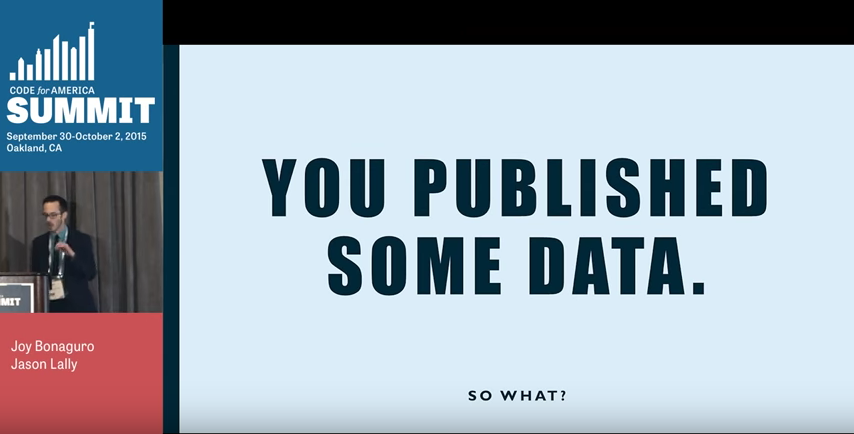 CODE for AMERICA
SUMMIT
September 30-October 2, 2015
Oakland, CA
MIT
Joy Bonaguro
Jason Lally
YOU PUBLISHED
SOME DATA.
SO WHAT?